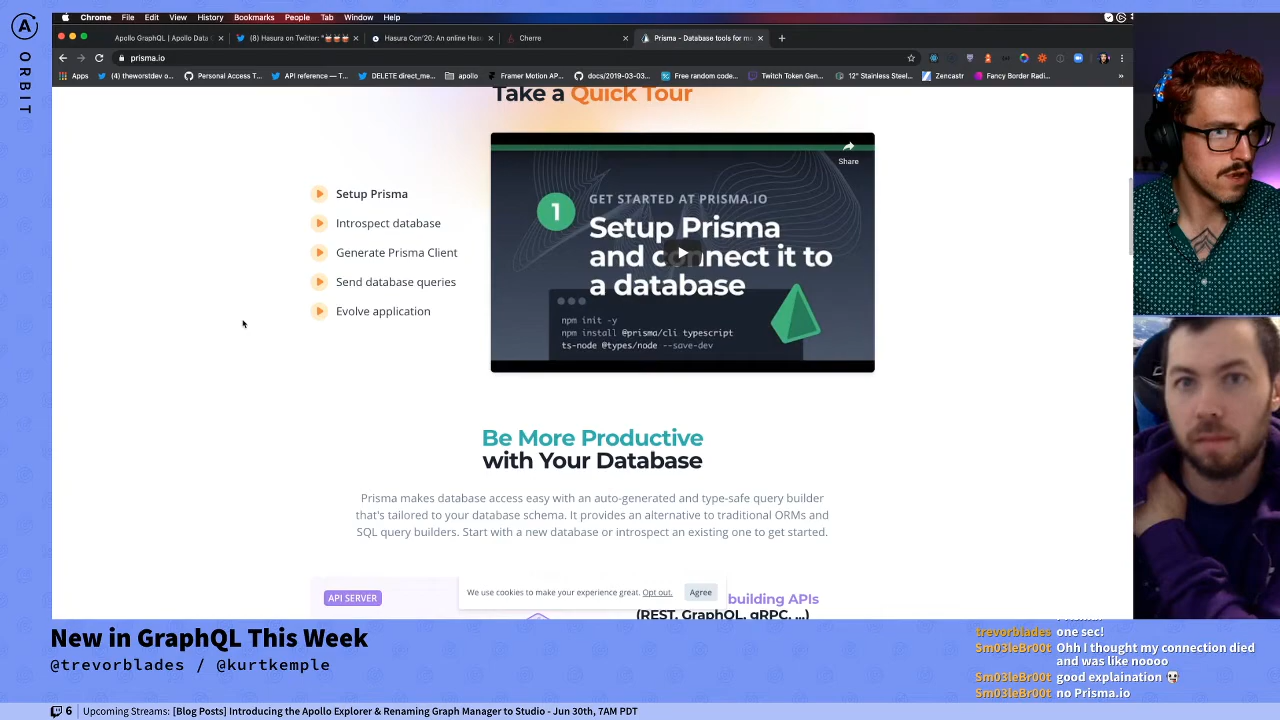 ORBIT
Chrome File Edit View History Bookmarks People Tab Window Help
Apollo GraphQL | Apollo Data (8) Hasura on Twitter: " Hasura Con'20: An online Has Cherre Prisma - Database tools for mo
prisma.io
Apps (4) theworstdev o... Personal Access T... API reference — T... DELETE direct_me... apollo Framer Motion AP... docs/2019-03-03... Free random code... Twitch Token Gen... 12" Stainless Steel... Zencastr Fancy Border Radi... »
Take a Quick Tour
Share
1
GET STARTED AT PRISMA.IO
Setup Prisma
and connect it to
a database
npm init -y
npm install @prisma/cli typescript
ts-node @types/node --save-dev
Setup Prisma
Introspect database
Generate Prisma Client
Send database queries
Evolve application
Be More Productive
with Your Database
Prisma makes database access easy with an auto-generated and type-safe query builder
that's tailored to your database schema. It provides an alternative to traditional ORMs and
SQL query builders. Start with a new database or introspect an existing one to get started.
We use cookies to make your experience great. Opt out. Agree
API SERVER
building APIs
(REST, GraphQL, gRPC, ...)
New in GraphQL This Week
@trevorblades / @kurtkemple
trevorblades one sec!
Sm03leBr00t Ohh I thought my connection died
and was like noooo
Sm03leBr00t good explaination
Sm03leBr00t no Prisma.io
6 Upcoming Streams: [Blog Posts] Introducing the Apollo Explorer & Renaming Graph Manager to Studio - Jun 30th, 7AM PDT